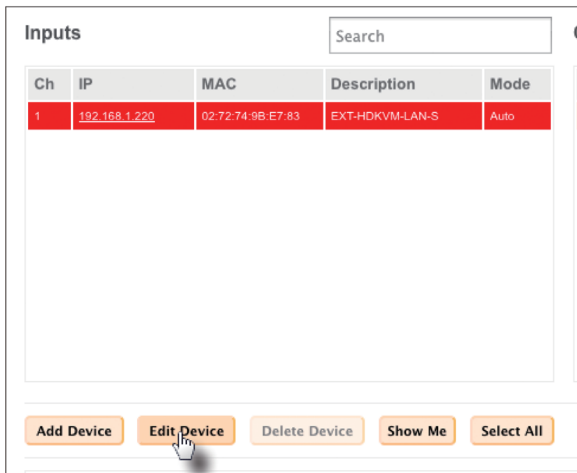 Inputs
Search
Ch IP MAC Description Mode
1 192.168.1.220 02:72:74:9B:E7:83 EXT-HDKVM-LAN-S Auto
Add Device Edit Device Delete Device Show Me Select All